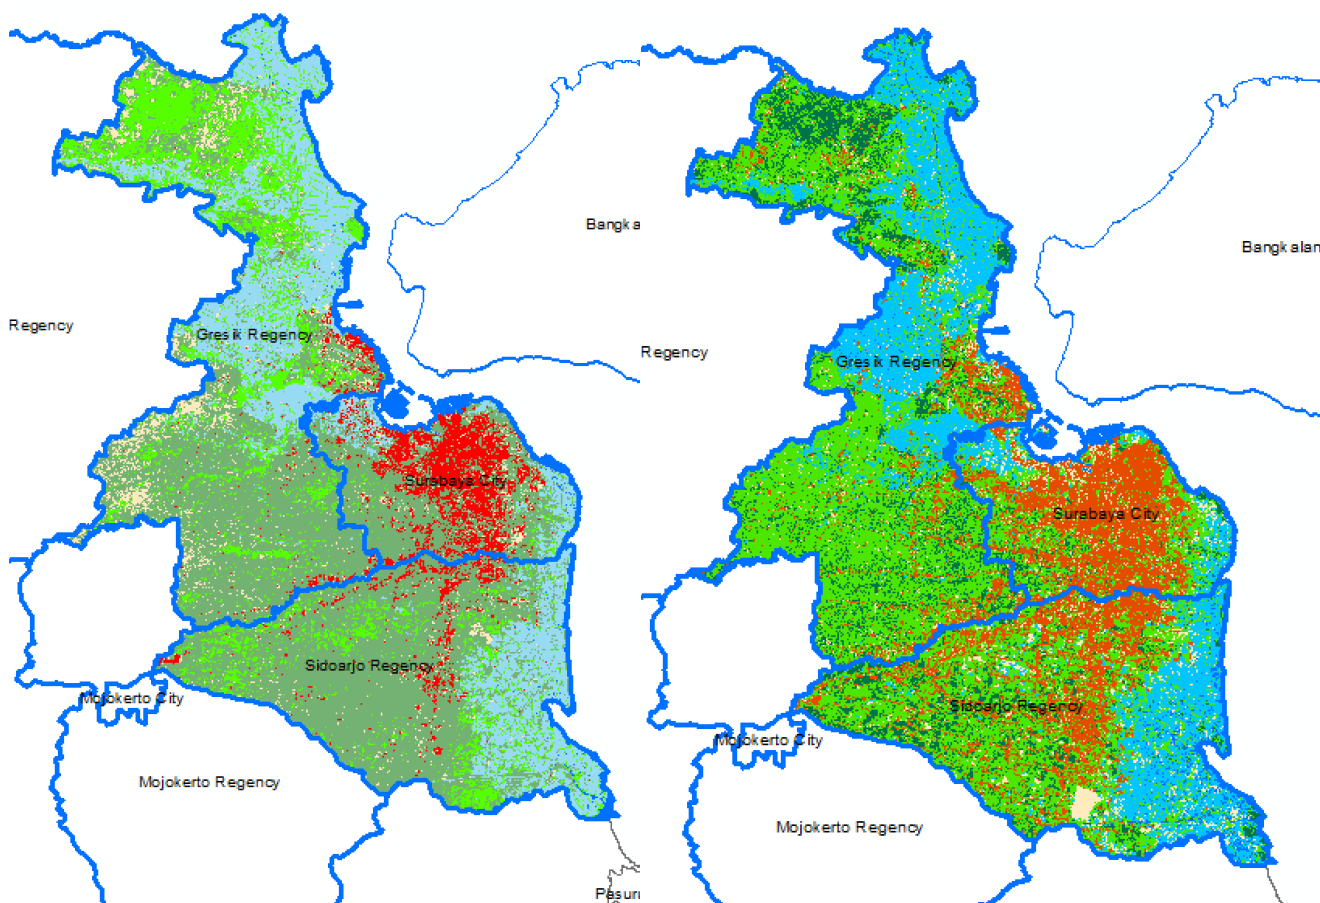 Bangka
Regency
Gresik Regency
Surabaya City
Sidoarjo Regency
Mojokerto City
Mojokerto Regency
Pasuru
Bangkalan
Regency
Gresik Regency
Surabaya City
Sidoarjo Regency
Mojokerto City
Mojokerto Regency